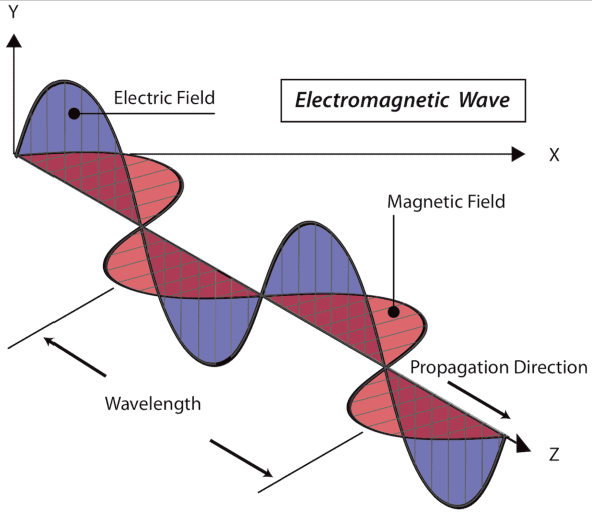 Y
Electric Field
Electromagnetic Wave
X
Magnetic Field
Propagation Direction
Wavelength
Z